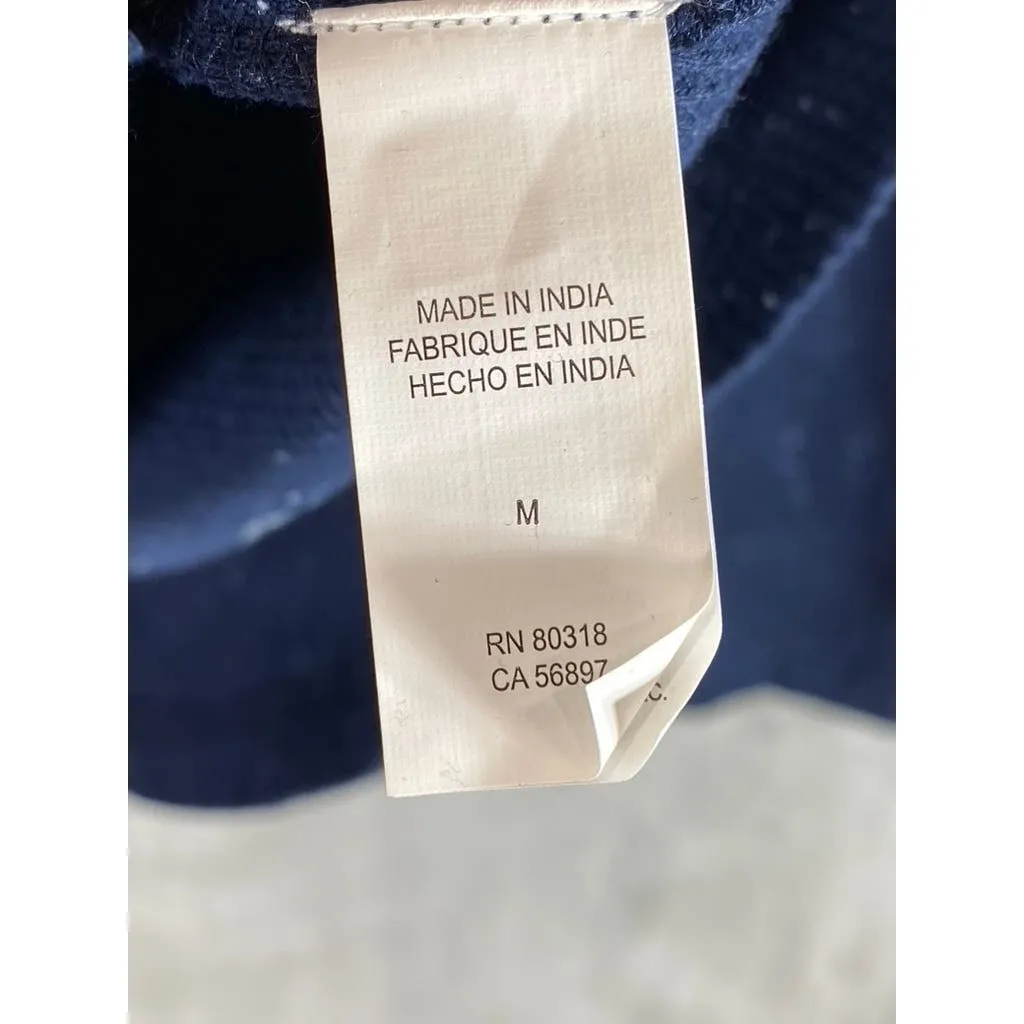 MADE IN INDIA
FABRIQUE EN INDE
HECHO EN INDIA
M
RN 80318
CA 56897
.C.